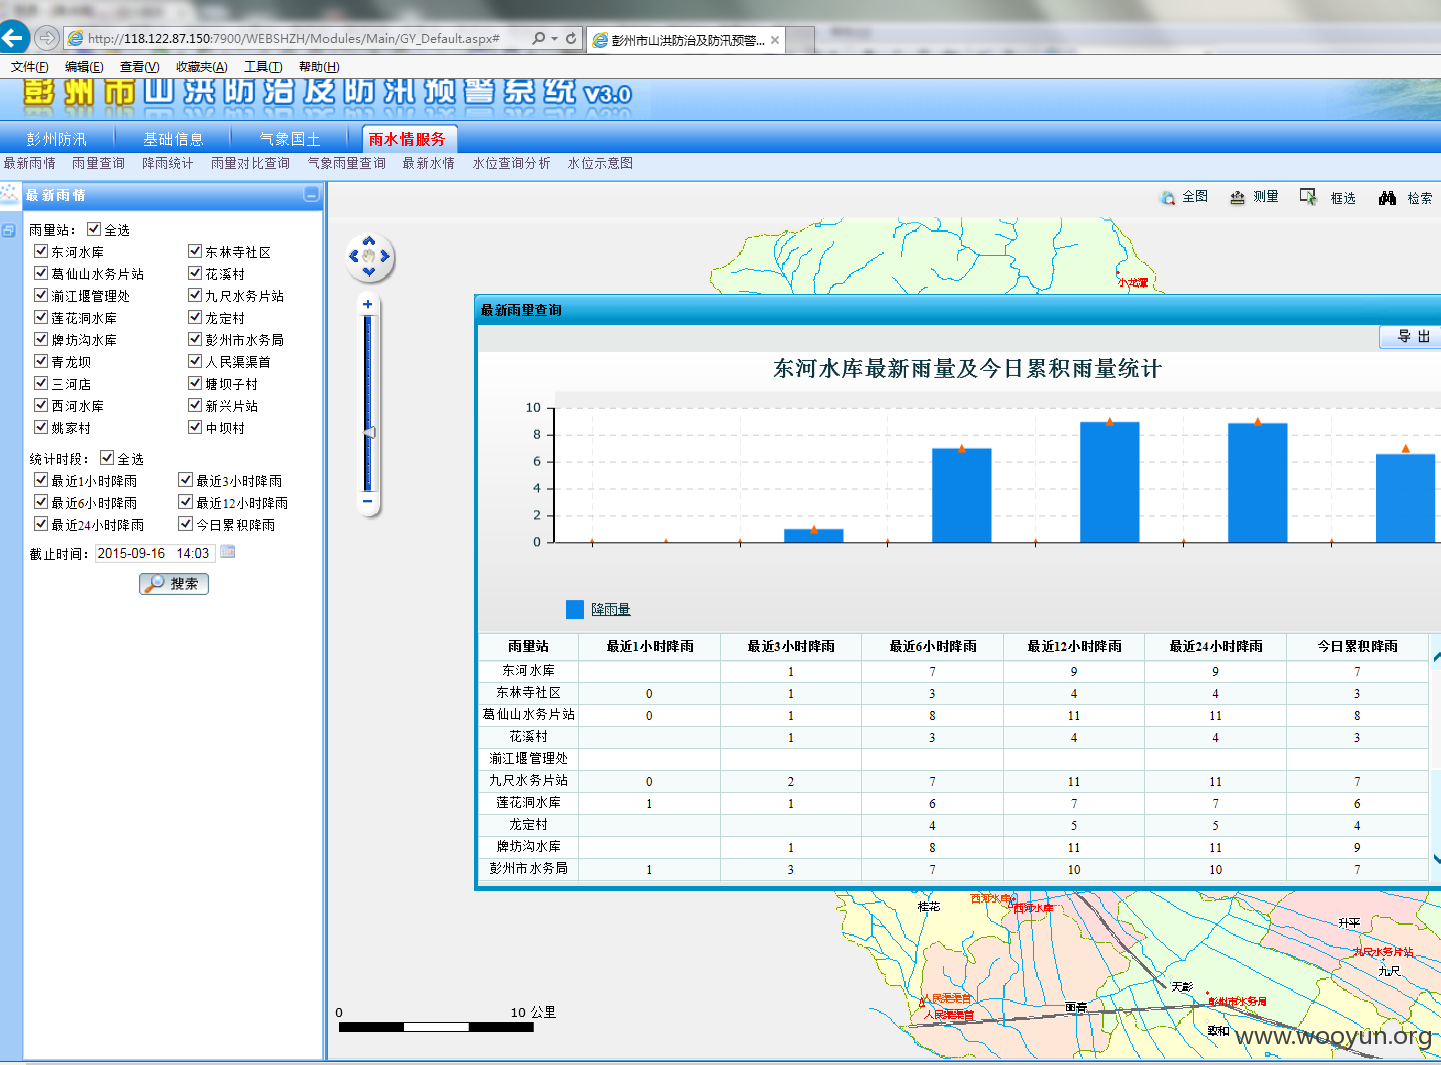 http://118.122.87.150:7900/WEBSHZH/Modules/Main/GY_Default.aspx#
彭州市山洪防治及防汛预警...
文件(F) 编辑(E) 查看(V) 收藏夹(A) 工具(T) 帮助(H)
彭州市山洪防治及防汛预警系统 V3.0
彭州防汛 基础信息 气象国土 雨水情服务
最新雨情 雨量查询 降雨统计 雨量对比查询 气象雨量查询 最新水情 水位查询分析 水位示意图
最新雨情
全图 测量 框选 检索
雨量站: 全选
东河水库 东林寺社区
葛仙山水务片站 花溪村
湔江堰管理处 九尺水务片站
莲花洞水库 龙定村
牌坊沟水库 彭州市水务局
青龙坝 人民渠渠首
三河店 塘坝子村
西河水库 新兴片站
姚家村 中坝村
统计时段: 全选
最近1小时降雨 最近3小时降雨
最近6小时降雨 最近12小时降雨
最近24小时降雨 今日累积降雨
截止时间: 2015-09-16 14:03
搜索
小龙潭
最新雨量查询
导 出
东河水库最新雨量及今日累积雨量统计
10
8
6
4
2
0
降雨量
雨量站 最近1小时降雨 最近3小时降雨 最近6小时降雨 最近12小时降雨 最近24小时降雨 今日累积降雨
东河水库 1 7 9 9 7
东林寺社区 0 1 3 4 4 3
葛仙山水务片站 0 1 8 11 11 8
花溪村 1 3 4 4 3
湔江堰管理处
九尺水务片站 0 2 7 11 11 7
莲花洞水库 1 1 6 7 7 6
龙定村 4 5 5 4
牌坊沟水库 1 8 11 11 9
彭州市水务局 1 3 7 10 10 7
桂花
西河水库
西河水库
升平
九尺水务片站
九尺
天彭
人民渠渠首
人民渠渠首
丽春
彭州市水务局
致和
0 10 公里
www.wooyun.org